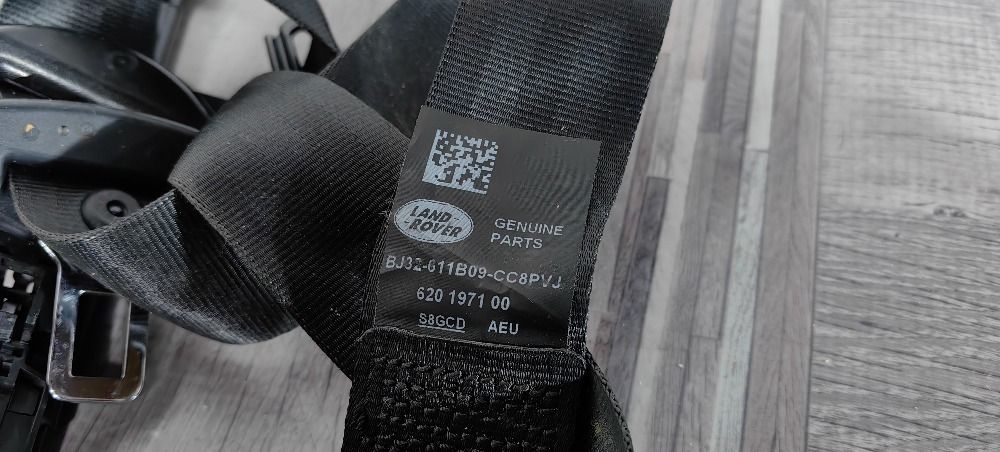 LAND-
-ROVER
GENUINE
PARTS
BJ32-611B09-CC8PVJ
620 1971 00
S8GCD AEU